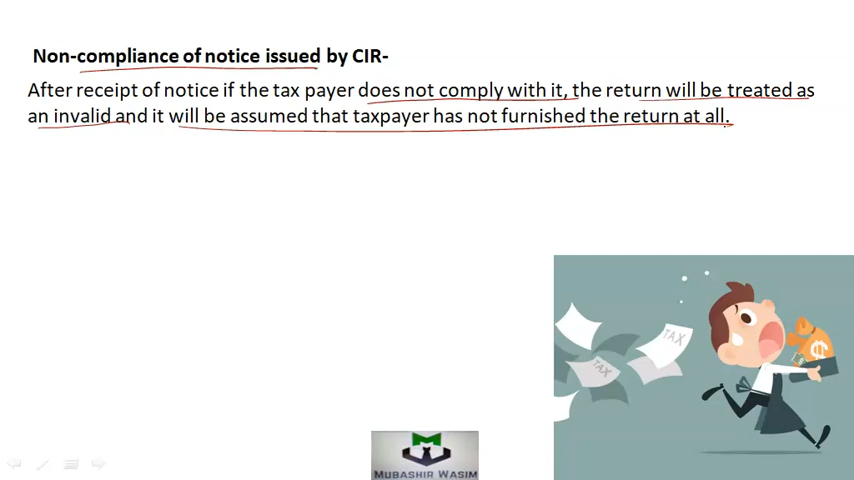 Non-compliance of notice issued by CIR-
After receipt of notice if the tax payer does not comply with it, the return will be treated as
an invalid and it will be assumed that taxpayer has not furnished the return at all.
TAX
TAX
MUBASHIR WASIM